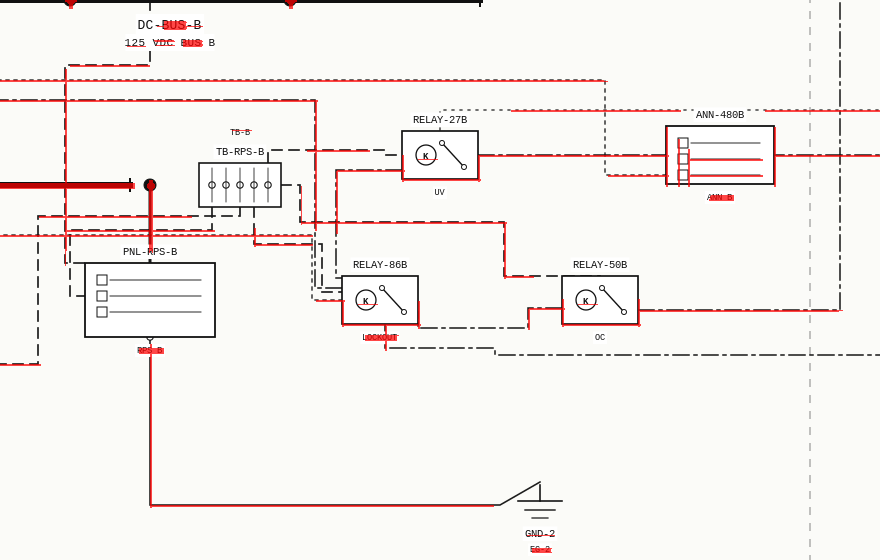 DC-BUS-B
125 VDC BUS B
RELAY-27B
ANN-480B
TB-B
TB-RPS-B
K
UV
ANN B
PNL-RPS-B
RELAY-86B
RELAY-50B
K
K
LOCKOUT
OC
RPS B
GND-2
EG-2